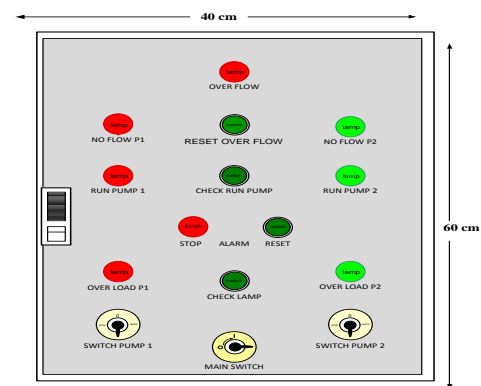 40 cm
lamp
OVER FLOW
lamp
lamp
NO FLOW P1
RESET OVER FLOW
NO FLOW P2
lamp
lamp
RUN PUMP 1
CHECK RUN PUMP
RUN PUMP 2
STOP
60 cm
STOP
ALARM
RESET
lamp
lamp
OVER LOAD P1
CHECK LAMP
OVER LOAD P2
0
0
SWITCH PUMP 1
SWITCH PUMP 2
MAIN SWITCH